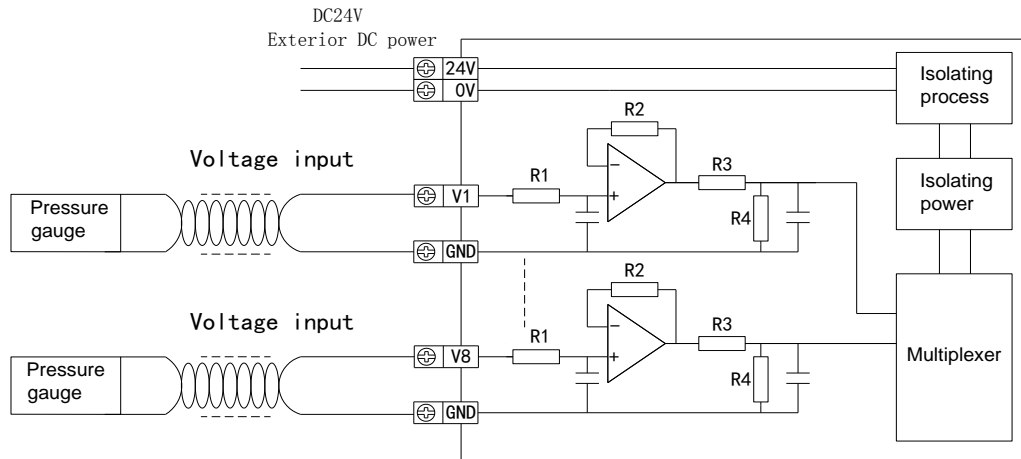 DC24V
Exterior DC power
24V
0V
Isolating
process
R2
Voltage input
R1
R3
V1
Isolating
power
Pressure
gauge
R4
GND
R2
Voltage input
R1
R3
V8
Multiplexer
Pressure
gauge
R4
GND
−
+
−
+